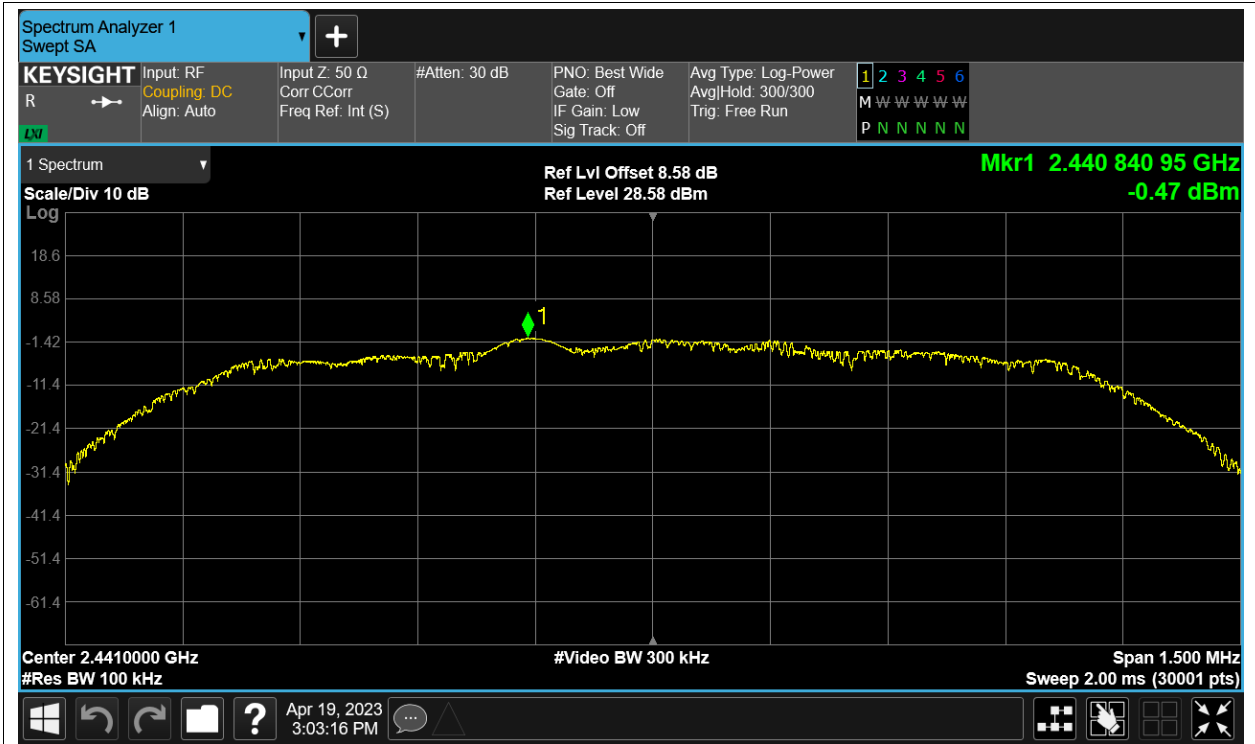 Spectrum Analyzer 1
Swept SA
KEYSIGHT
R
LXI
Input: RF
Coupling: DC
Align: Auto
Input Z: 50 Ω
Corr CCorr
Freq Ref: Int (S)
#Atten: 30 dB
PNO: Best Wide
Gate: Off
IF Gain: Low
Sig Track: Off
Avg Type: Log-Power
Avg|Hold: 300/300
Trig: Free Run
1 2 3 4 5 6
M W W W W W
P N N N N N
1 Spectrum
Scale/Div 10 dB
Ref Lvl Offset 8.58 dB
Ref Level 28.58 dBm
Mkr1 2.440 840 95 GHz
-0.47 dBm
Log
18.6
8.58
-1.42
-11.4
-21.4
-31.4
-41.4
-51.4
-61.4
1
Center 2.4410000 GHz
#Res BW 100 kHz
#Video BW 300 kHz
Span 1.500 MHz
Sweep 2.00 ms (30001 pts)
?
Apr 19, 2023
3:03:16 PM